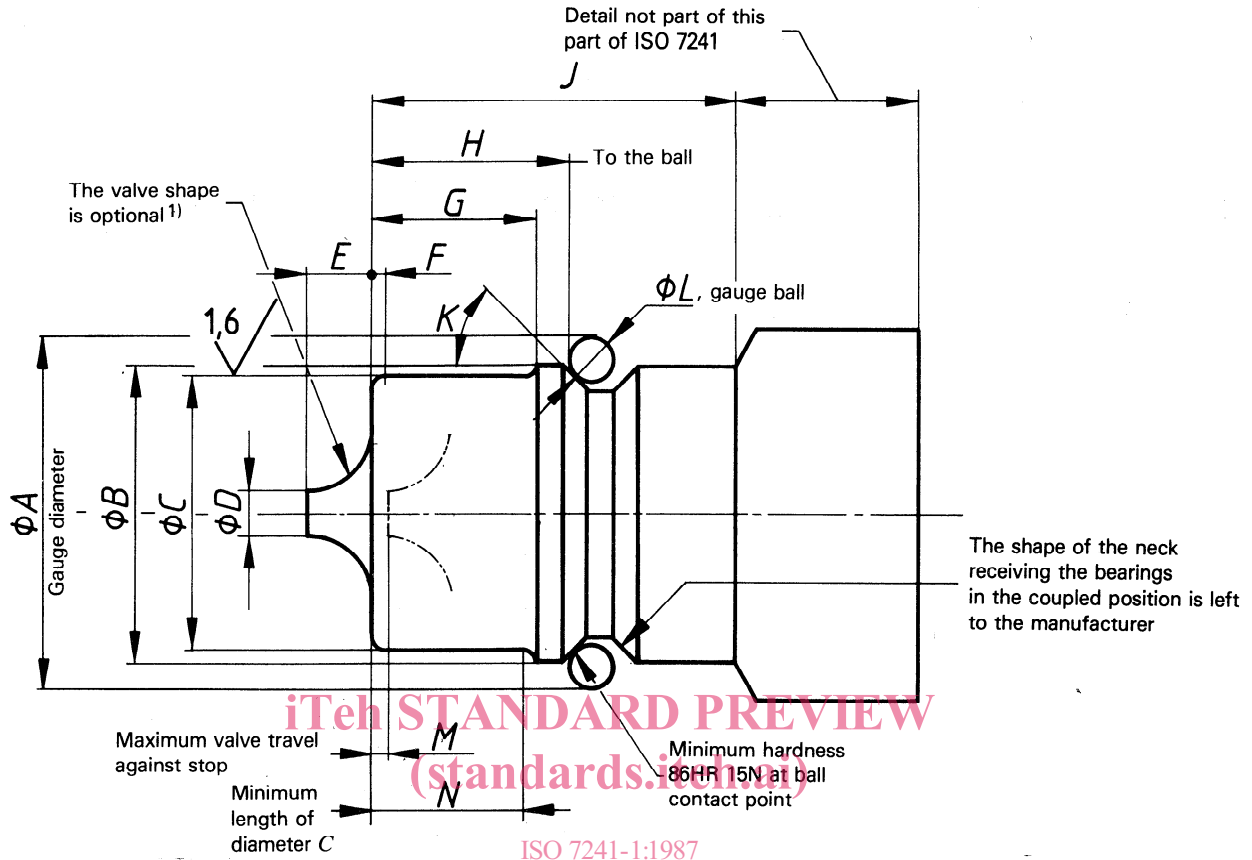 Detail not part of this
part of ISO 7241
J
H
To the ball
The valve shape
is optional 1)
G
E
F
ϕL, gauge ball
K
1,6
ϕA
Gauge diameter
ϕB
ϕC
ϕD
The shape of the neck
receiving the bearings
in the coupled position is left
to the manufacturer
iTeh STANDARD PREVIEW
(standards.iteh.ai)
Maximum valve travel
against stop
M
Minimum hardness
86HR 15N at ball
contact point
Minimum
length of
diameter C
N
ISO 7241-1:1987